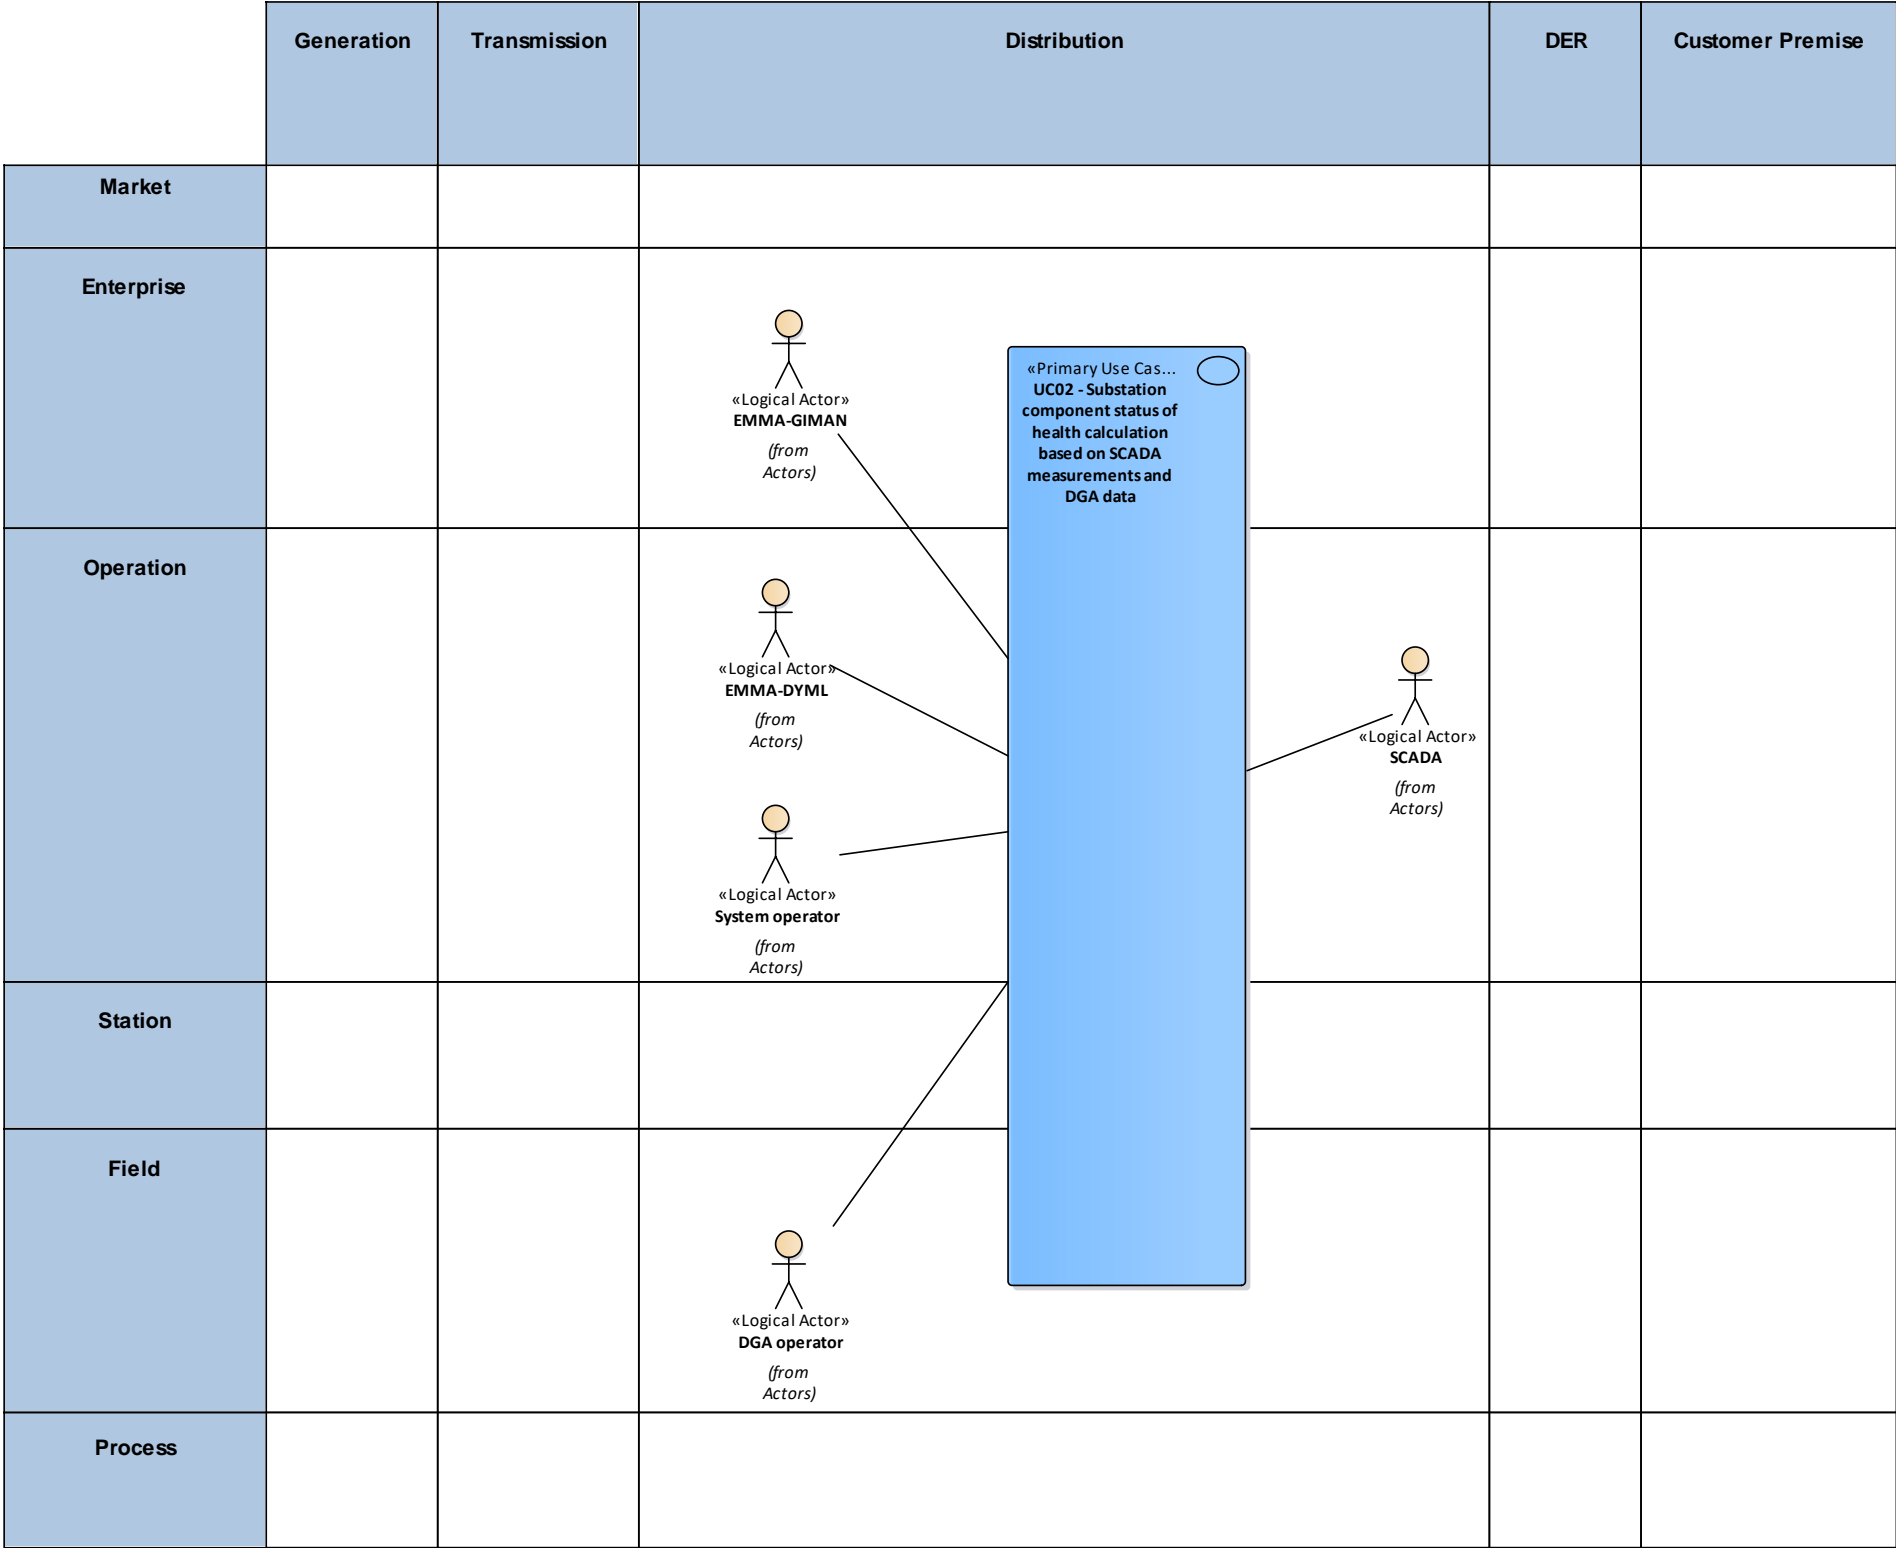 Generation
Transmission
Distribution
DER
Customer Premise
Market
Enterprise
«Logical Actor»
EMMA-GIMAN
(from
Actors)
«Primary Use Cas...
UC02 - Substation
component status of
health calculation
based on SCADA
measurements and
DGA data
Operation
«Logical Actor»
EMMA-DYML
(from
Actors)
«Logical Actor»
SCADA
(from
Actors)
«Logical Actor»
System operator
(from
Actors)
Station
Field
«Logical Actor»
DGA operator
(from
Actors)
Process